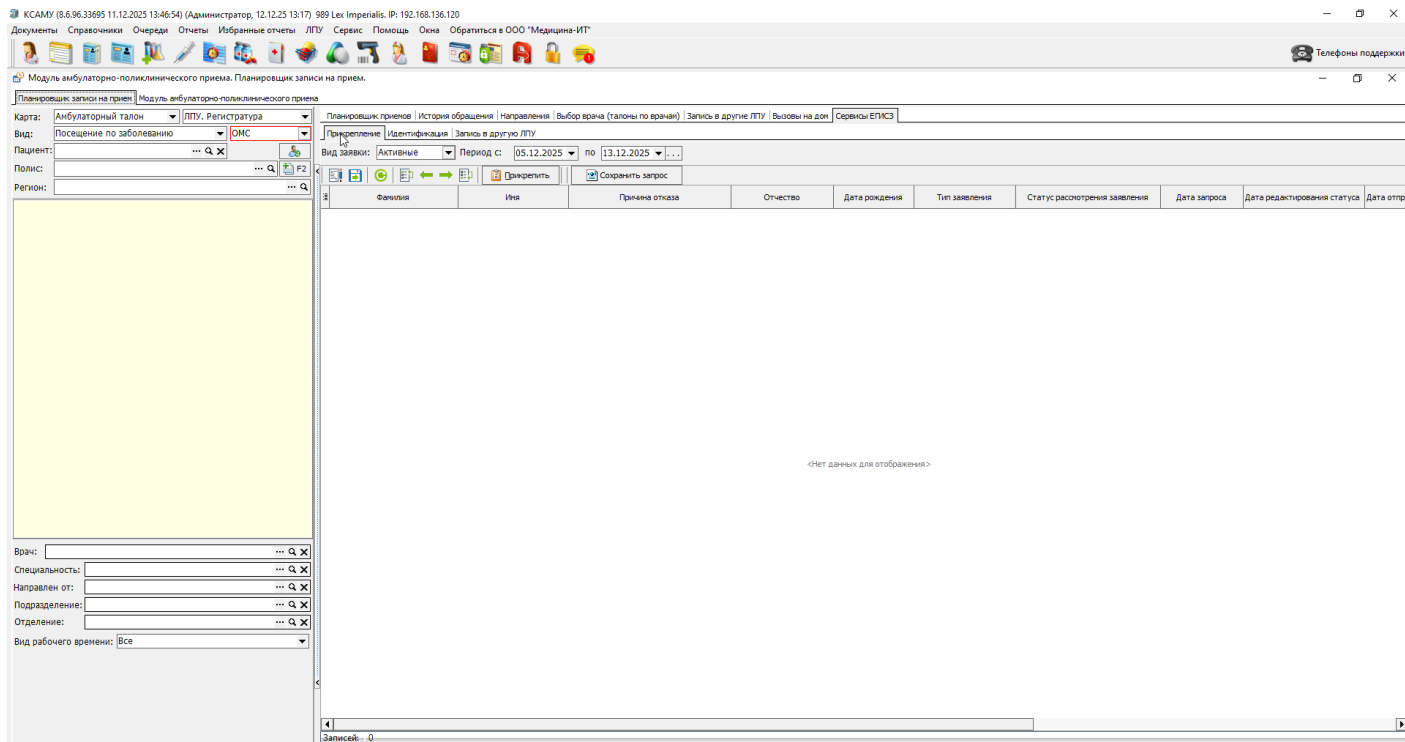 КСАМУ (8.6.96.33695 11.12.2025 13:46:54) (Администратор, 12.12.25 13:17) 989 Lex Imperialis. IP: 192.168.136.120
Документы Справочники Очереди Отчеты Избранные отчеты ЛПУ Сервис Помощь Окна Обратиться в ООО "Медицина-ИТ"
Телефоны поддержки
Модуль амбулаторно-поликлинического приема. Планировщик записи на прием.
Планировщик записи на прием Модуль амбулаторно-поликлинического приема
Карта: Амбулаторный талон ЛПУ. Регистратура
Вид: Посещение по заболеванию ОМС
Пациент: ...
Полис: ... F2
Регион: ...
Планировщик приемов История обращения Направления Выбор врача (талоны по врачам) Запись в другие ЛПУ Вызовы на дом Сервисы ЕГИСЗ
Прикрепление Идентификация Запись в другую ЛПУ
Вид заявки: Активные Период с: 05.12.2025 по 13.12.2025 ...
Прикрепить Сохранить запрос
Фамилия Имя Причина отказа Отчество Дата рождения Тип заявления Статус рассмотрения заявления Дата запроса Дата редактирования статуса Дата отпр
<Нет данных для отображения>
Врач: ...
Специальность: ...
Направлен от: ...
Подразделение: ...
Отделение: ...
Вид рабочего времени: Все
Записей: 0